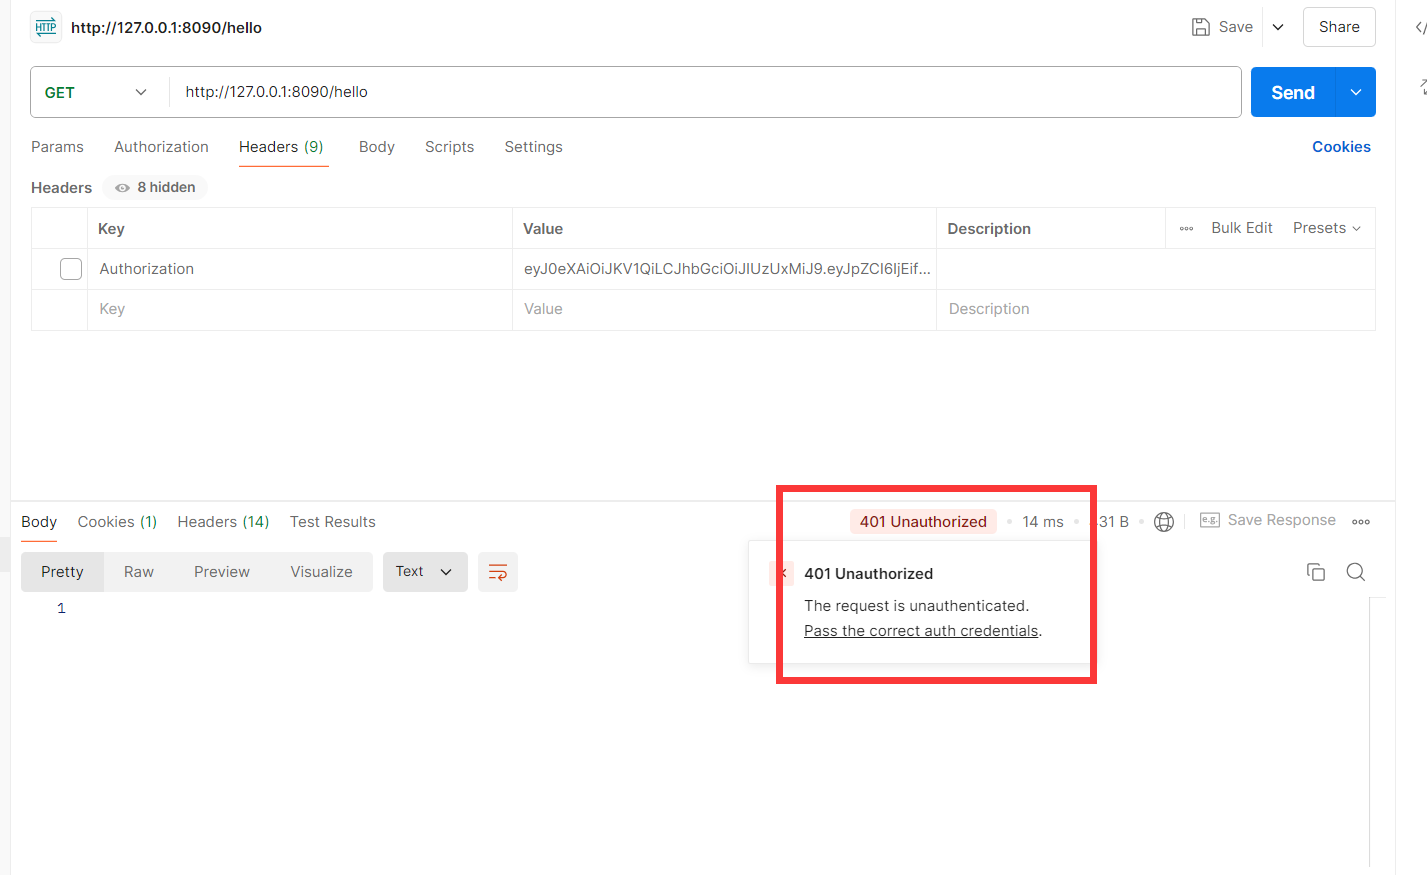 HTTP http://127.0.0.1:8090/hello Save Share
GET http://127.0.0.1:8090/hello Send
Params Authorization Headers (9) Body Scripts Settings Cookies
Headers 8 hidden
Key Value Description Bulk Edit Presets
Authorization eyJ0eXAiOiJKV1QiLCJhbGciOiJIUzUxMiJ9.eyJpZCI6IjEif...
Key Value Description
Body Cookies (1) Headers (14) Test Results 401 Unauthorized 14 ms 31 B e.g. Save Response
Pretty Raw Preview Visualize Text
401 Unauthorized
The request is unauthenticated.
Pass the correct auth credentials.
1